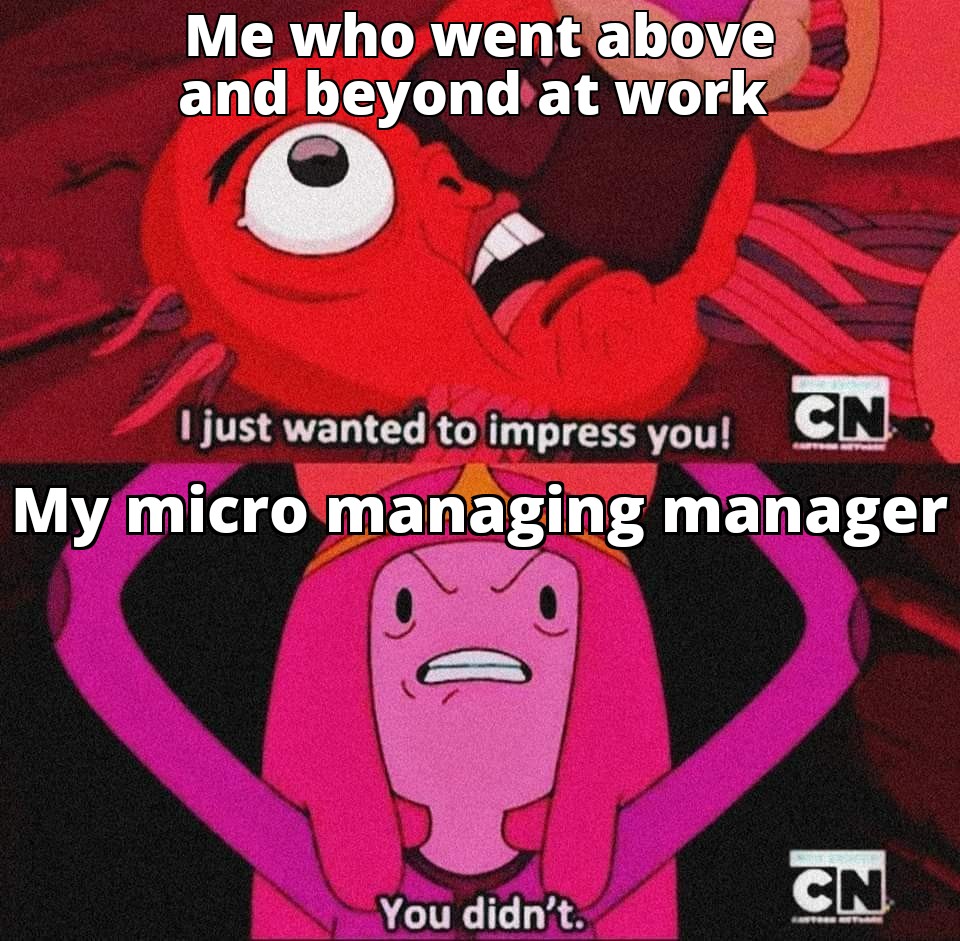 Me who went above
and beyond at work
I just wanted to impress you!
CN
My micro managing manager
You didn't.
CN